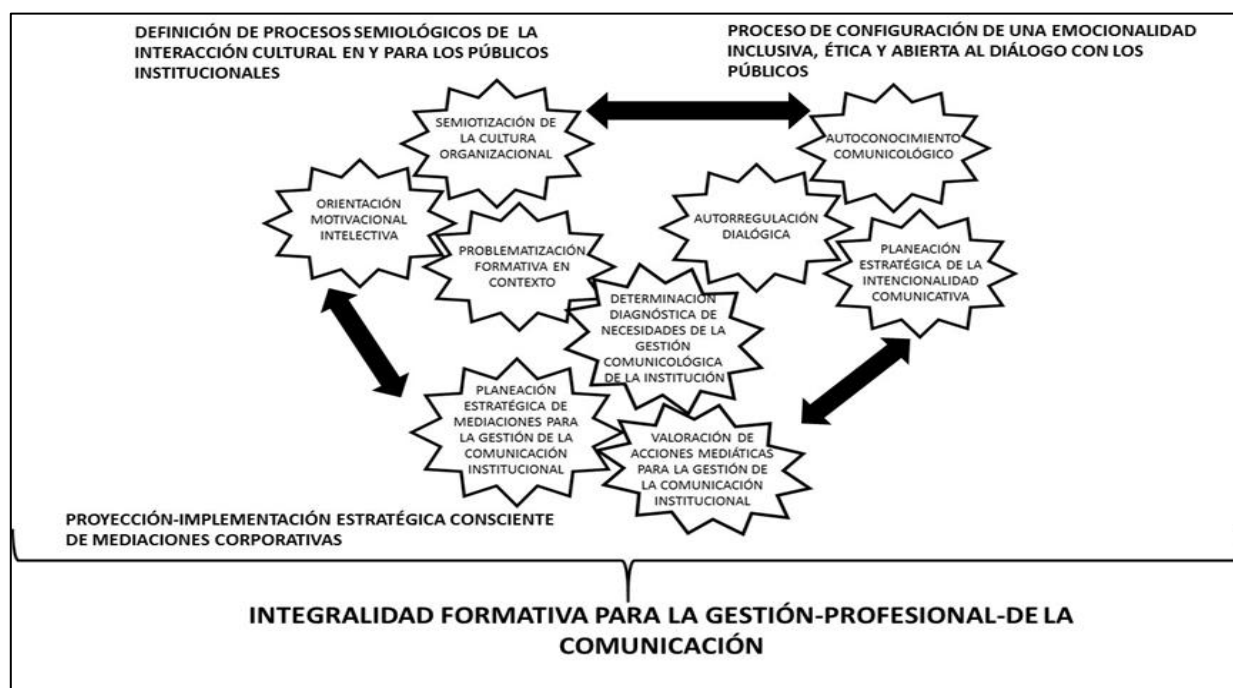 DEFINICIÓN DE PROCESOS SEMIOLÓGICOS DE LA
INTERACCIÓN CULTURAL EN Y PARA LOS PÚBLICOS
INSTITUCIONALES
PROCESO DE CONFIGURACIÓN DE UNA EMOCIONALIDAD
INCLUSIVA, ÉTICA Y ABIERTA AL DIÁLOGO CON LOS
PÚBLICOS
SEMIOTIZACIÓN DE
LA CULTURA
ORGANIZACIONAL
AUTOCONOCIMIENTO
COMUNICOLÓGICO
ORIENTACIÓN
MOTIVACIONAL
INTELECTIVA
AUTORREGULACIÓN
DIALÓGICA
PROBLEMATIZACIÓN
FORMATIVA EN
CONTEXTO
PLANEACIÓN
ESTRATÉGICA DE LA
INTENCIONALIDAD
COMUNICATIVA
DETERMINACIÓN
DIAGNÓSTICA DE
NECESIDADES DE LA
GESTIÓN
COMUNICOLÓGICA
DE LA INSTITUCIÓN
PLANEACIÓN
ESTRATÉGICA DE
MEDIACIONES PARA
LA GESTIÓN DE LA
COMUNICACIÓN
INSTITUCIONAL
VALORACIÓN DE
ACCIONES MEDIÁTICAS
PARA LA GESTIÓN DE
LA COMUNICACIÓN
INSTITUCIONAL
PROYECCIÓN-IMPLEMENTACIÓN ESTRATÉGICA CONSCIENTE
DE MEDIACIONES CORPORATIVAS
INTEGRALIDAD FORMATIVA PARA LA GESTIÓN-PROFESIONAL-DE LA
COMUNICACIÓN